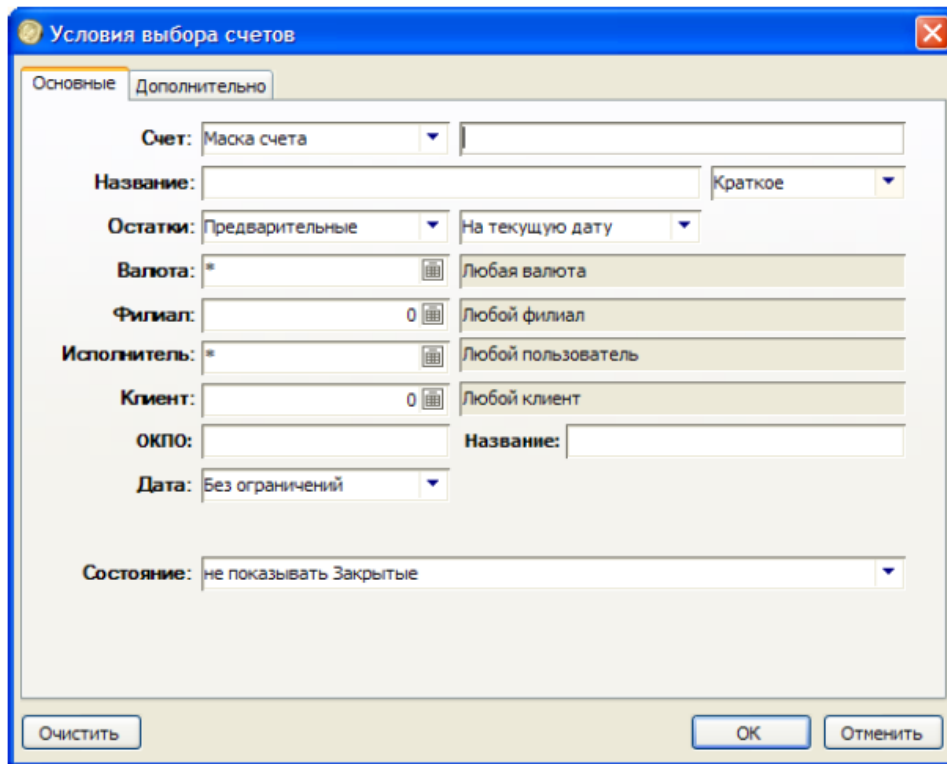 Условия выбора счетов
Основные Дополнительно
Счет: Маска счета
Название: Краткое
Остатки: Предварительные На текущую дату
Валюта: * Любая валюта
Филиал: 0 Любой филиал
Исполнитель: * Любой пользователь
Клиент: 0 Любой клиент
ОКПО: Название:
Дата: Без ограничений
Состояние: не показывать Закрытые
Очистить ОК Отменить